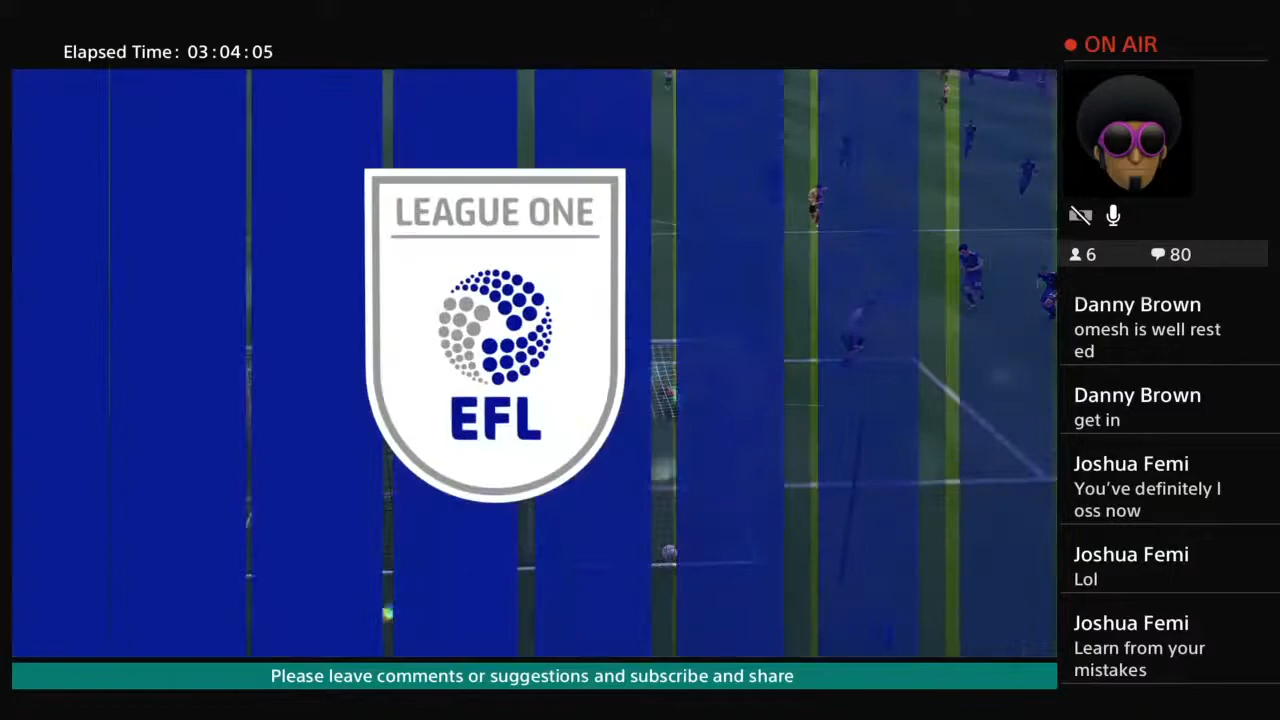 Elapsed Time: 03:04:05
ON AIR
LEAGUE ONE
EFL
6
80
Danny Brown
omesh is well rest
ed
Danny Brown
get in
Joshua Femi
You've definitely l
oss now
Joshua Femi
Lol
Joshua Femi
Learn from your
mistakes
Please leave comments or suggestions and subscribe and share